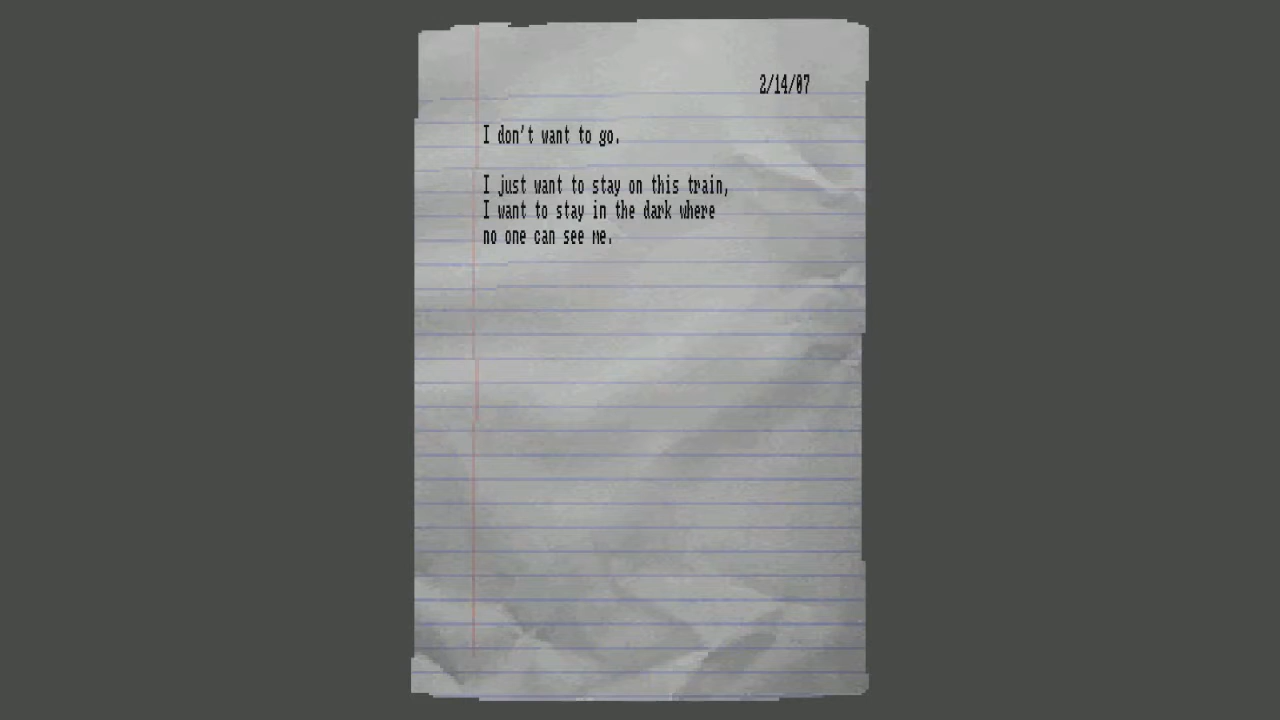 2/14/07
I don't want to go.
I just want to stay on this train,
I want to stay in the dark where
no one can see me.